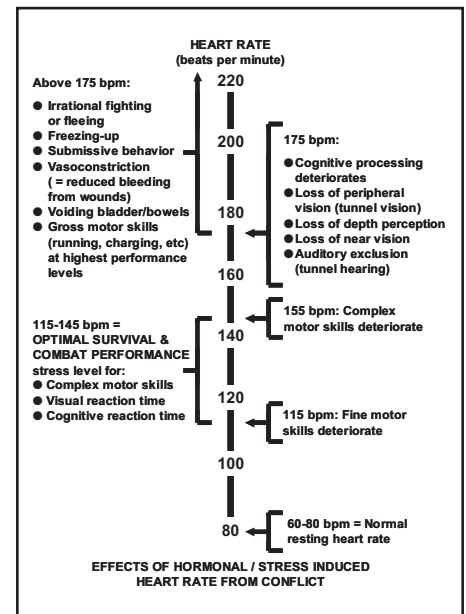 HEART RATE
(beats per minute)
220
200
180
160
140
120
100
80
Above 175 bpm:
● Irrational fighting
or fleeing
● Freezing-up
● Submissive behavior
● Vasoconstriction
( = reduced bleeding
from wounds)
● Voiding bladder/bowels
● Gross motor skills
(running, charging, etc)
at highest performance
levels
175 bpm:
●Cognitive processing
deteriorates
●Loss of peripheral
vision (tunnel vision)
●Loss of depth perception
●Loss of near vision
●Auditory exclusion
(tunnel hearing)
155 bpm: Complex
motor skills deteriorate
115-145 bpm =
OPTIMAL SURVIVAL &
COMBAT PERFORMANCE
stress level for:
● Complex motor skills
● Visual reaction time
● Cognitive reaction time
115 bpm: Fine motor
skills deteriorate
60-80 bpm = Normal
resting heart rate
EFFECTS OF HORMONAL / STRESS INDUCED
HEART RATE FROM CONFLICT